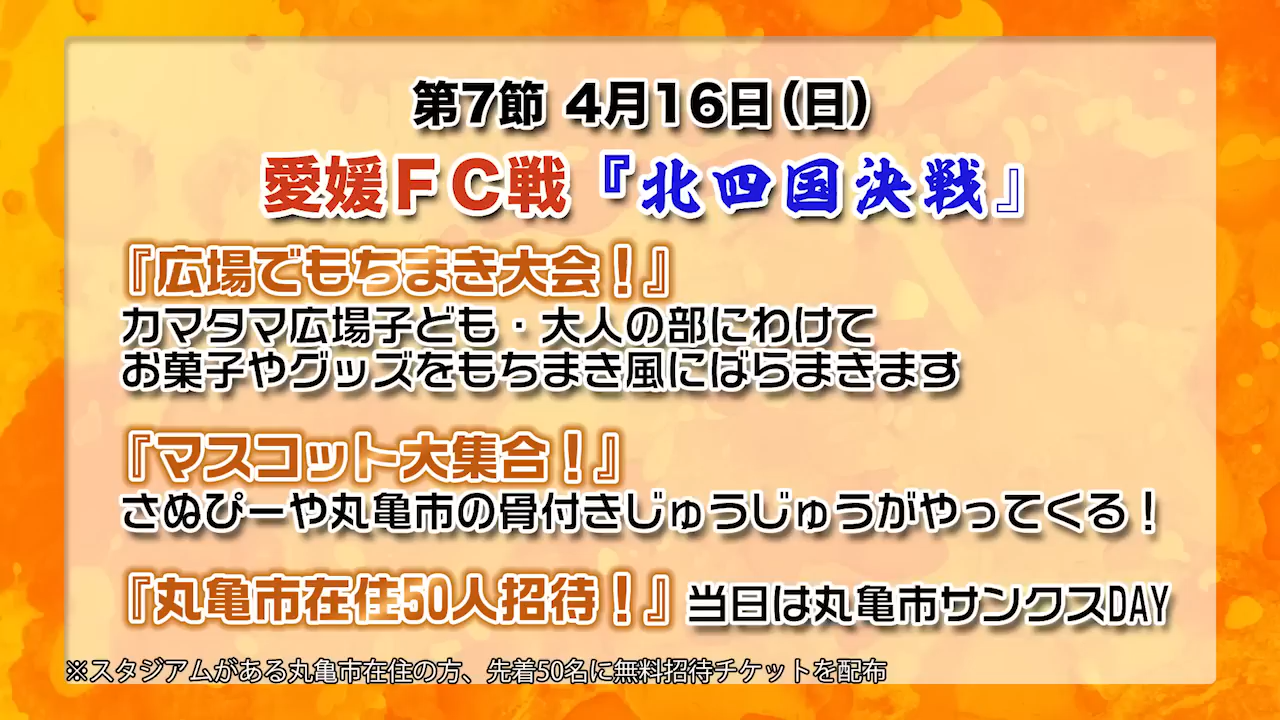 第7節 4月16日(日)
愛媛FC戦『北四国決戦』
『広場でもちまき大会！』
カマタマ広場子ども・大人の部にわけて
お菓子やグッズをもちまき風にばらまきます
『マスコット大集合！』
さぬぴーや丸亀市の骨付きじゅうじゅうがやってくる！
『丸亀市在住50人招待！』当日は丸亀市サンクスDAY
※スタジアムがある丸亀市在住の方、先着50名に無料招待チケットを配布